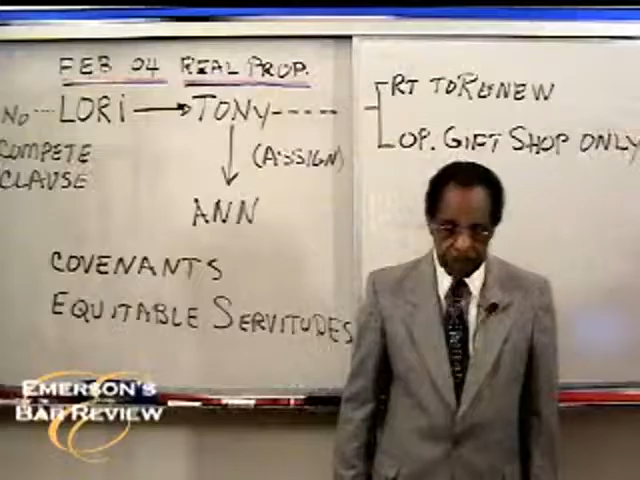 FEB 04 REAL PROP.
NO LORI → TONY
COMPETE
CLAUSE
(ASSIGN)
ANN
COVENANTS
EQUITABLE SERVITUDES
RT TO RENEW
OP. GIFT SHOP ONLY
EMERSON'S
BAR REVIEW